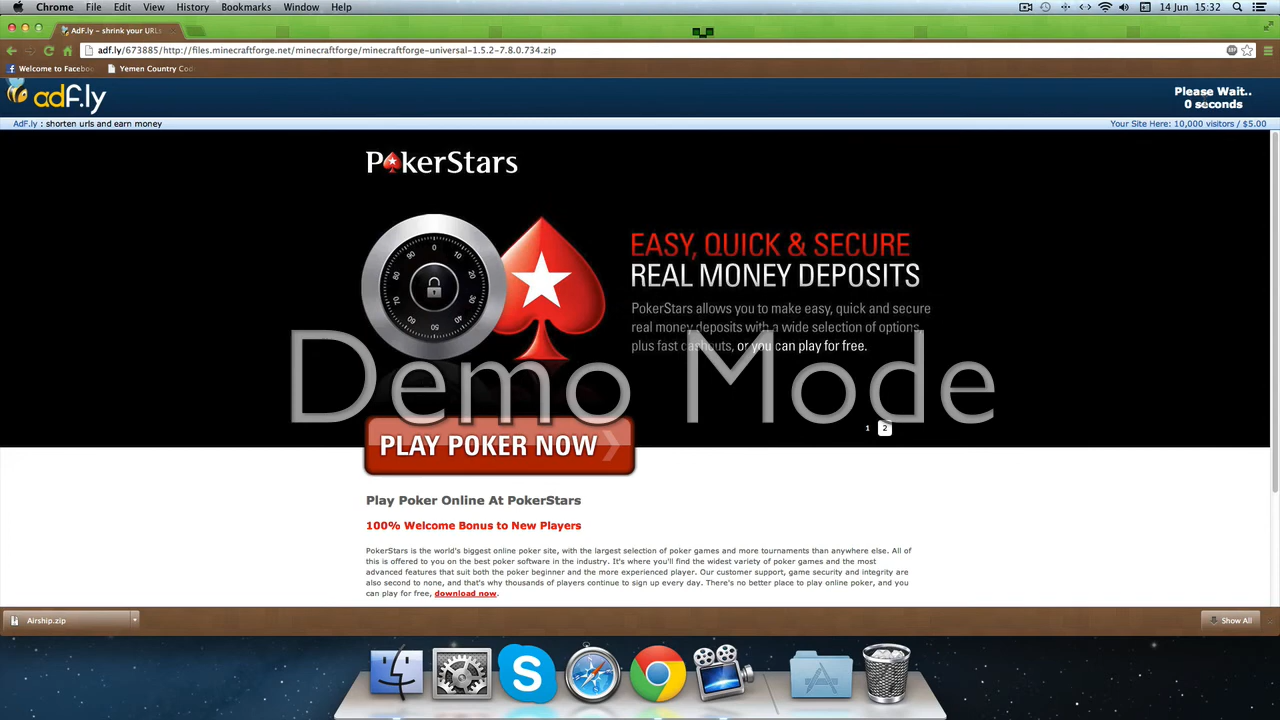 Chrome File Edit View History Bookmarks Window Help 14 Jun 15:32
AdF.ly – shrink your URLs
adf.ly/673885/http://files.minecraftforge.net/minecraftforge/minecraftforge-universal-1.5.2-7.8.0.734.zip
Welcome to Facebo Yemen Country Cod
adf.ly
Please Wait..
0 seconds
AdF.ly : shorten urls and earn money Your Site Here: 10,000 visitors / $5.00
PokerStars
EASY, QUICK & SECURE
REAL MONEY DEPOSITS
PokerStars allows you to make easy, quick and secure
real money deposits with a wide selection of options,
plus fast cashouts, or you can play for free.
Demo Mode
1 2
PLAY POKER NOW
Play Poker Online At PokerStars
100% Welcome Bonus to New Players
PokerStars is the world's biggest online poker site, with the largest selection of poker games and more tournaments than anywhere else. All of
this is offered to you on the best poker software in the industry. It's where you'll find the widest variety of poker games and the most
advanced features that suit both the poker beginner and the more experienced player. Our customer support, game security and integrity are
also second to none, and that's why thousands of players continue to sign up every day. There's no better place to play online poker, and you
can play for free, download now.
Airship.zip Show All